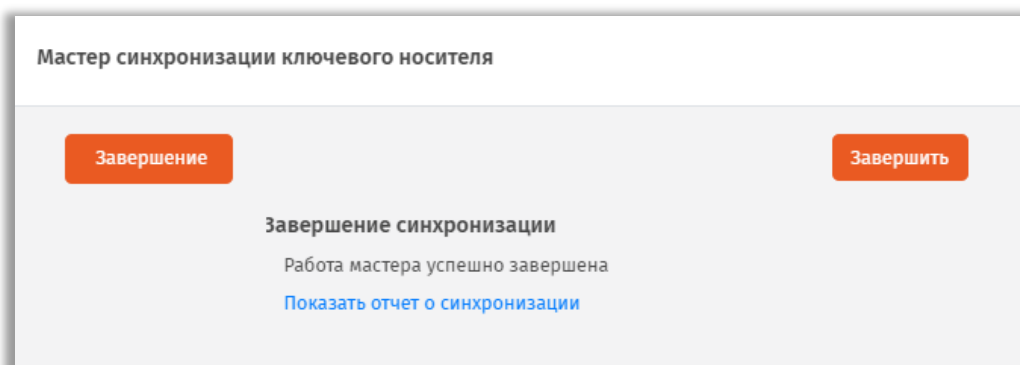 Мастер синхронизации ключевого носителя
Завершение
Завершить
Завершение синхронизации
Работа мастера успешно завершена
Показать отчет о синхронизации